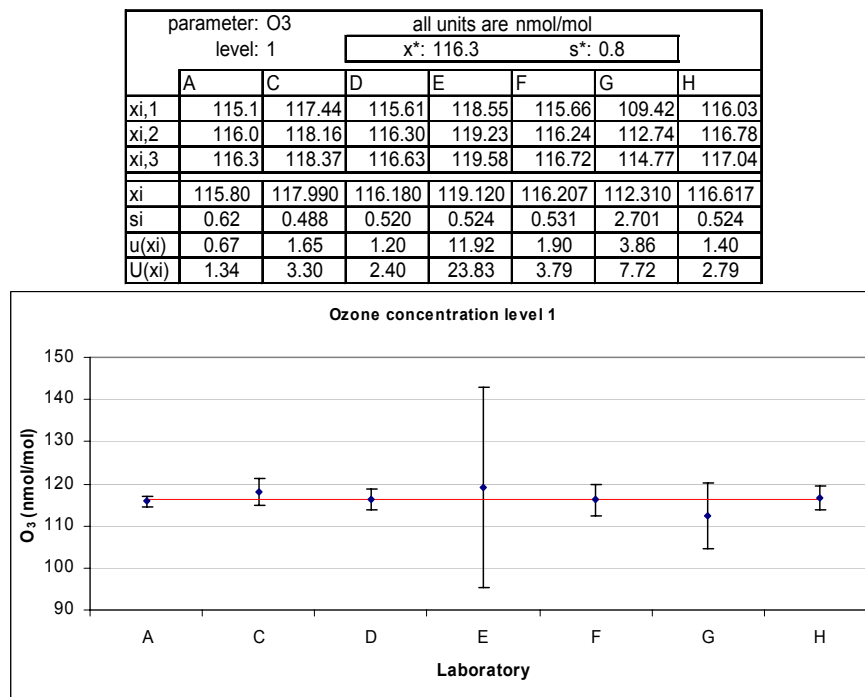 parameter: O3 all units are nmol/mol
level: 1 x*: 116.3 s*: 0.8
A C D E F G H
xi,1 115.1 117.44 115.61 118.55 115.66 109.42 116.03
xi,2 116.0 118.16 116.30 119.23 116.24 112.74 116.78
xi,3 116.3 118.37 116.63 119.58 116.72 114.77 117.04
xi 115.80 117.990 116.180 119.120 116.207 112.310 116.617
si 0.62 0.488 0.520 0.524 0.531 2.701 0.524
u(xi) 0.67 1.65 1.20 11.92 1.90 3.86 1.40
U(xi) 1.34 3.30 2.40 23.83 3.79 7.72 2.79
Ozone concentration level 1
O₃ (nmol/mol)
150
140
130
120
110
100
90
A C D E F G H
Laboratory